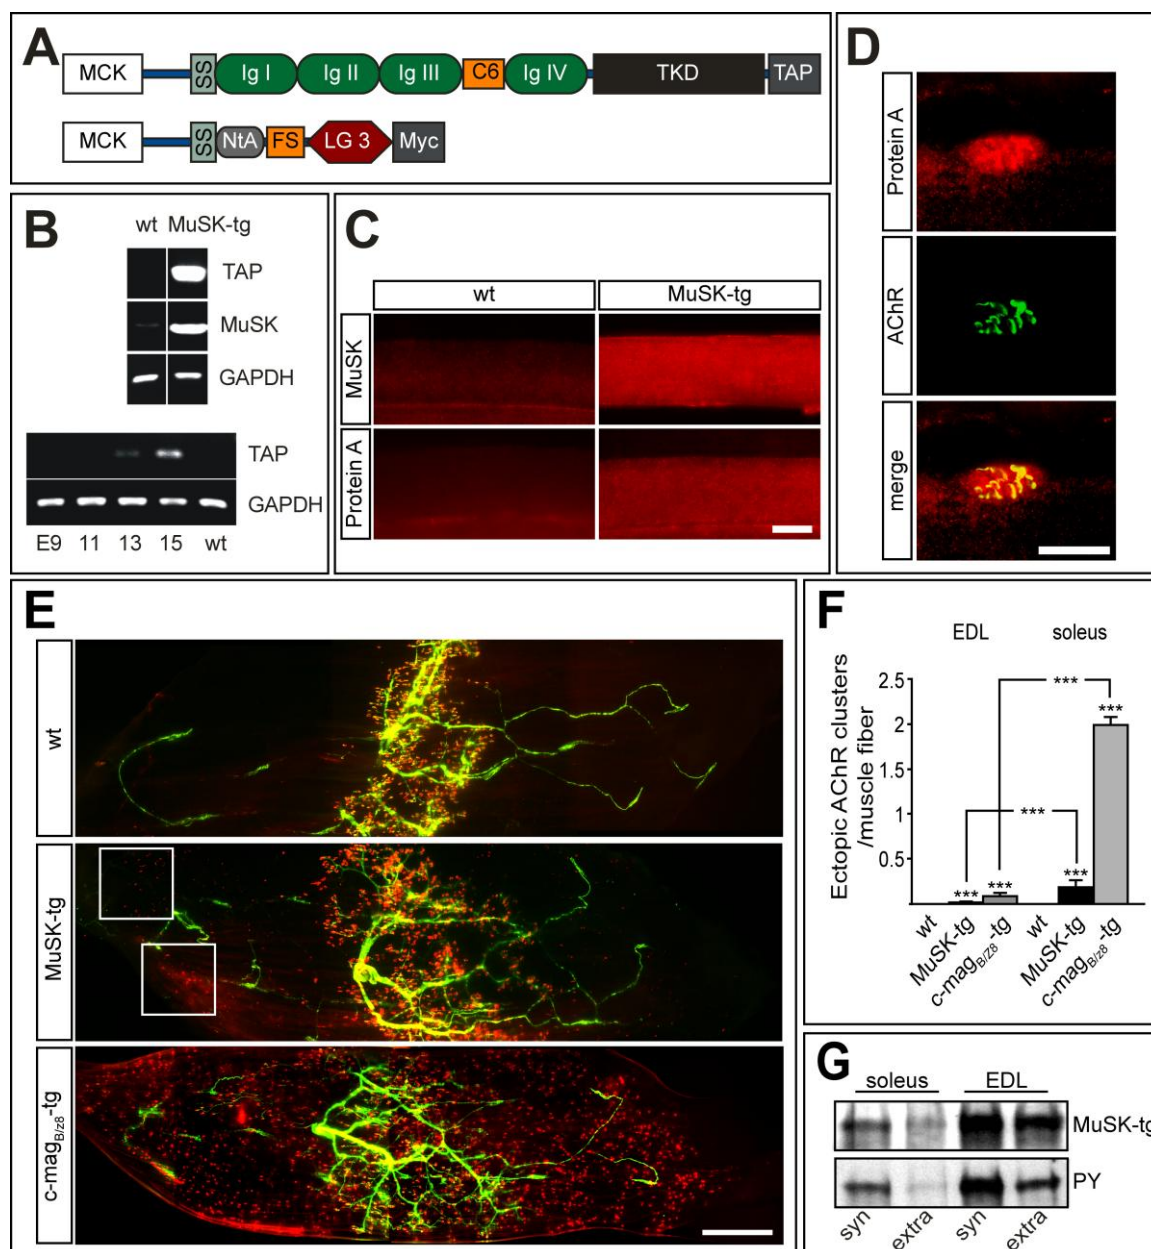 A
MCK SS Ig I Ig II Ig III C6 Ig IV TKD TAP
MCK SS NtA FS LG 3 Myc
B
wt MuSK-tg
TAP
MuSK
GAPDH
TAP
GAPDH
E9 11 13 15 wt
C
wt MuSK-tg
MuSK
Protein A
D
Protein A
AChR
merge
E
wt
MuSK-tg
c-magB/z8-tg
F
EDL soleus
Ectopic AChR clusters
/muscle fiber
2.5
2
1
1
0.5
***
***
***
***
***
***
wt
MuSK-tg
c-magB/Z8-tg
wt
MuSK-tg
c-magB/z8-tg
G
soleus EDL
MuSK-tg
PY
syn extra syn extra